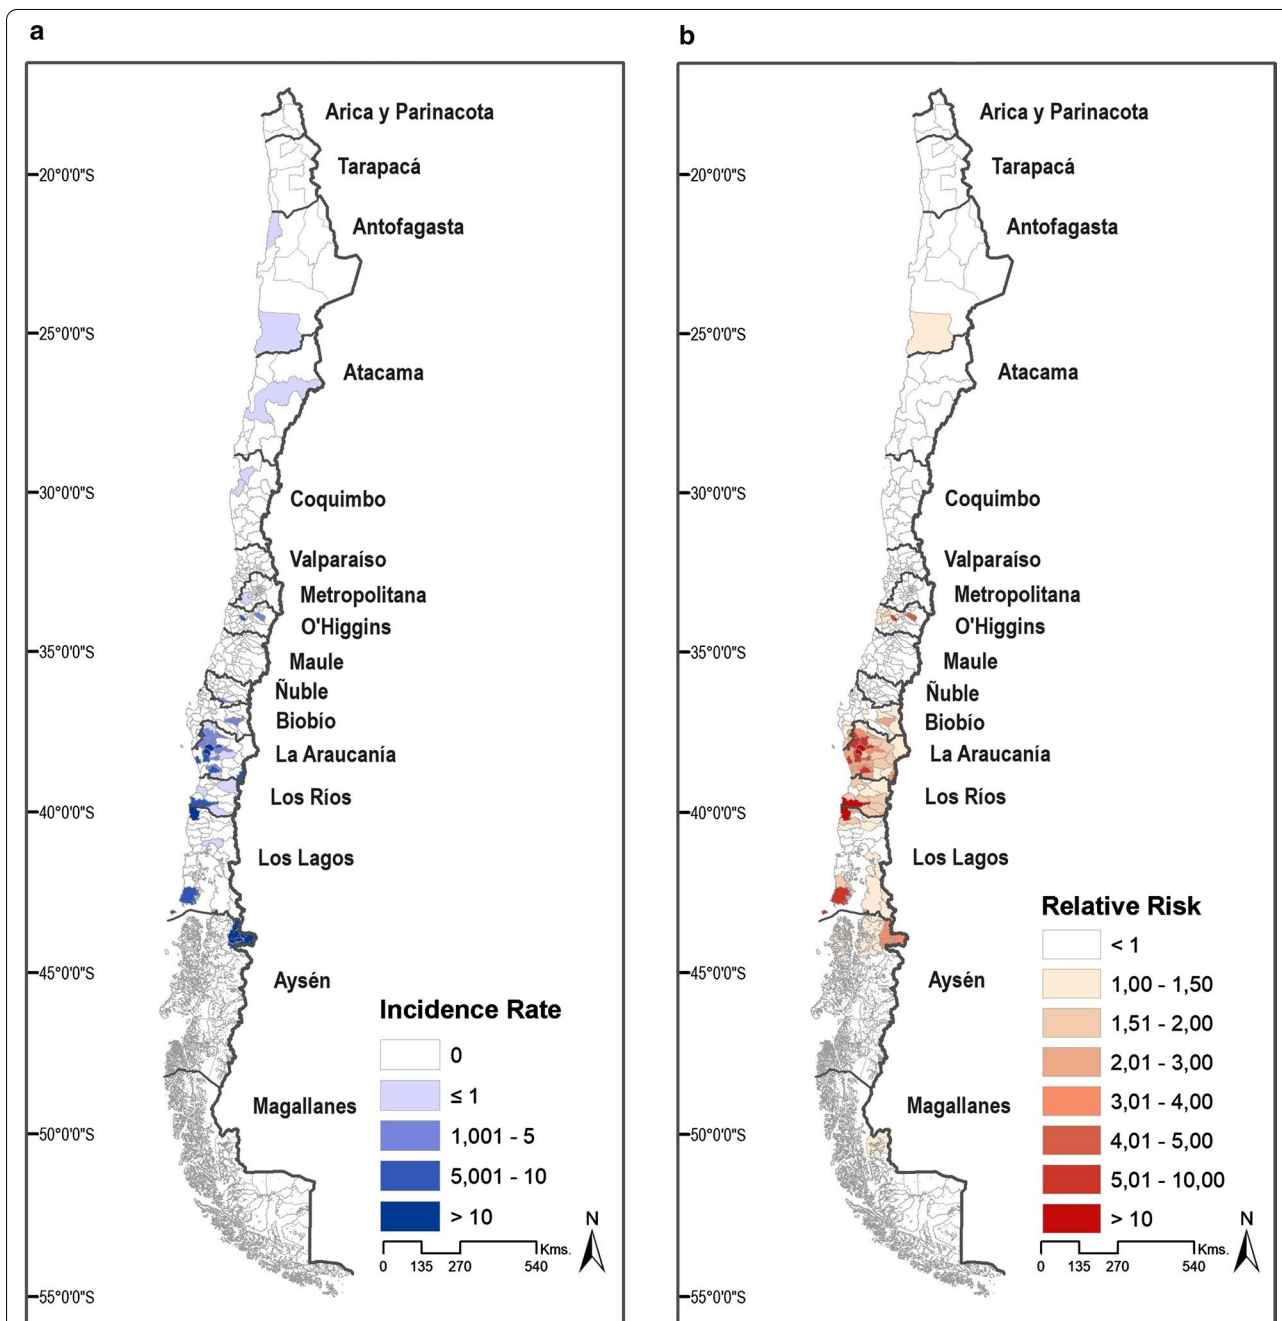 a
Arica y Parinacota
Tarapacá
20°0'0"S
Antofagasta
25°0'0"S
Atacama
30°0'0"S
Coquimbo
Valparaíso
Metropolitana
O'Higgins
35°0'0"S
Maule
Ñuble
Biobío
La Araucanía
Los Ríos
40°0'0"S
Los Lagos
45°0'0"S
Aysén
Incidence Rate
0
≤ 1
Magallanes
50°0'0"S
1,001 - 5
5,001 - 10
> 10
N
Kms.
0 135 270 540
55°0'0"S
b
Arica y Parinacota
Tarapacá
20°0'0"S
Antofagasta
25°0'0"S
Atacama
30°0'0"S
Coquimbo
Valparaíso
Metropolitana
O'Higgins
35°0'0"S
Maule
Ñuble
Biobío
La Araucanía
Los Ríos
40°0'0"S
Los Lagos
Relative Risk
< 1
45°0'0"S
Aysén
1,00 - 1,50
1,51 - 2,00
2,01 - 3,00
Magallanes
3,01 - 4,00
50°0'0"S
4,01 - 5,00
5,01 - 10,00
> 10
N
Kms.
0 135 270 540
55°0'0"S